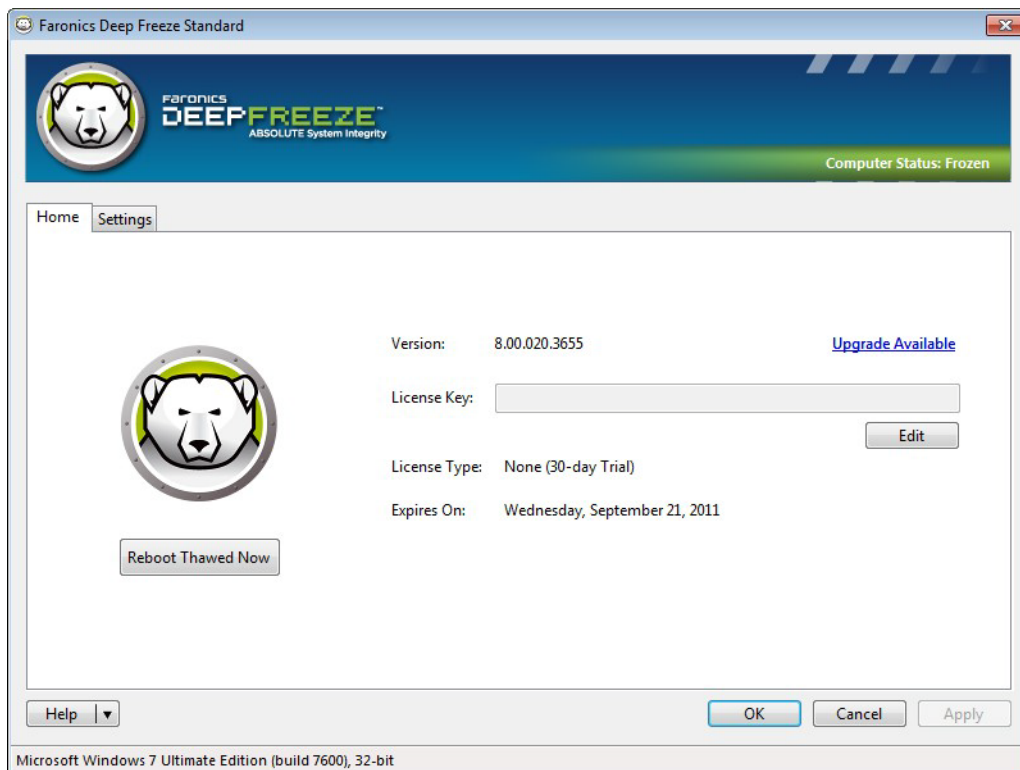 Faronics Deep Freeze Standard
FARONICS
DEEPFREEZE™
ABSOLUTE System Integrity
Computer Status: Frozen
Home Settings
Version: 8.00.020.3655 Upgrade Available
License Key:
Edit
License Type: None (30-day Trial)
Expires On: Wednesday, September 21, 2011
Reboot Thawed Now
Help OK Cancel Apply
Microsoft Windows 7 Ultimate Edition (build 7600), 32-bit